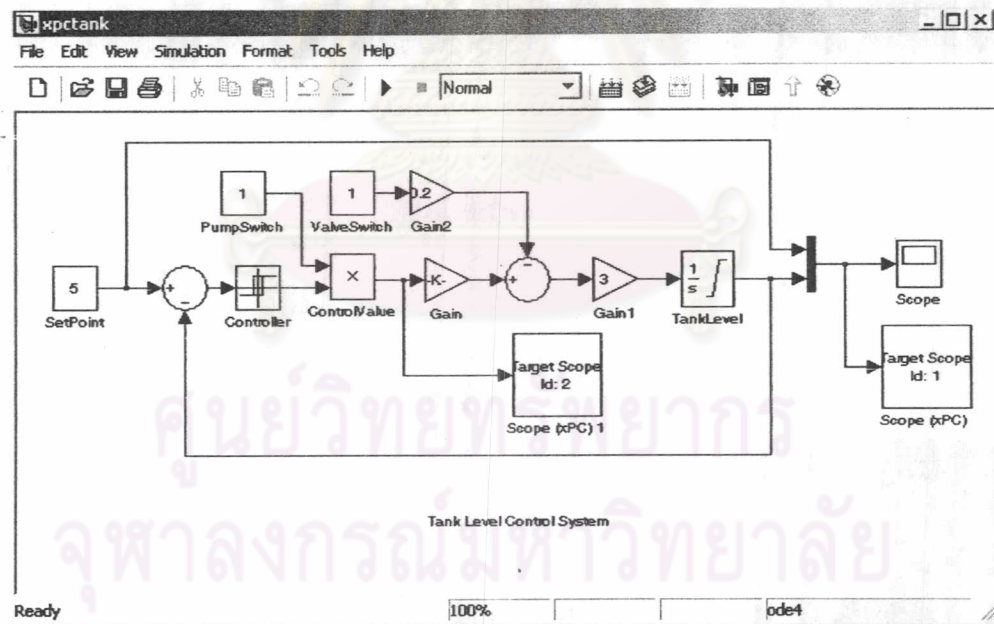 xpctank
File Edit View Simulation Format Tools Help
Normal
1
PumpSwitch
1
ValveSwitch
0.2
Gain2
5
SetPoint
+
-
Controller
×
ControlValue
-K-
Gain
-
+
3
Gain1
1
s
TankLevel
Scope
Target Scope
Id: 2
Scope (xPC) 1
Target Scope
Id: 1
Scope (xPC)
ศูนย์วิทยทรัพยากร
Tank Level Control System
จุฬาลงกรณ์มหาวิทยาลัย
Ready
100%
ode4